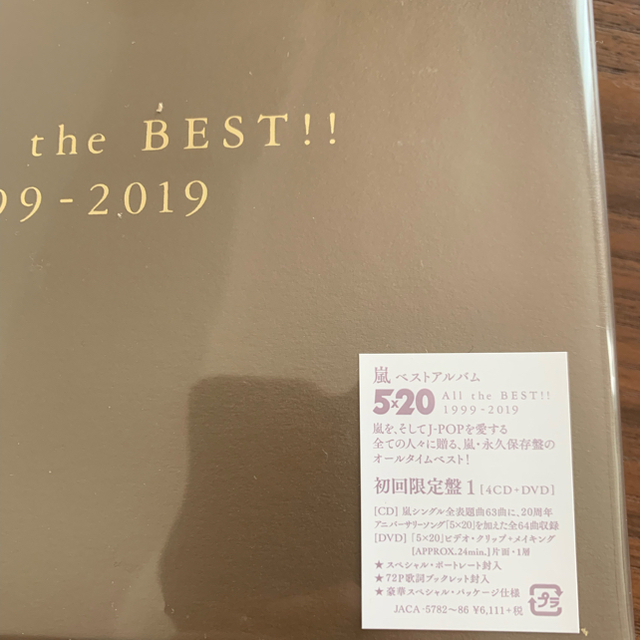 the BEST!!
99-2019
嵐 ベストアルバム
5×20 All the BEST!!
1999-2019
嵐を、そしてJ-POPを愛する
全ての人々に贈る、嵐・永久保存盤の
オールタイムベスト!
初回限定盤 1 [4CD+DVD]
[CD] 嵐シングル全表題曲63曲に、20周年
アニバーサリーソング「5×20」を加えた全64曲収録
[DVD] 「5×20」ビデオ・クリップ+メイキング
[APPROX.24min.] 片面・1層
★スペシャル・ポートレート封入
★72P歌詞ブックレット封入
★豪華スペシャル・パッケージ仕様
JACA-5782~86 ¥6,111+税
プラ